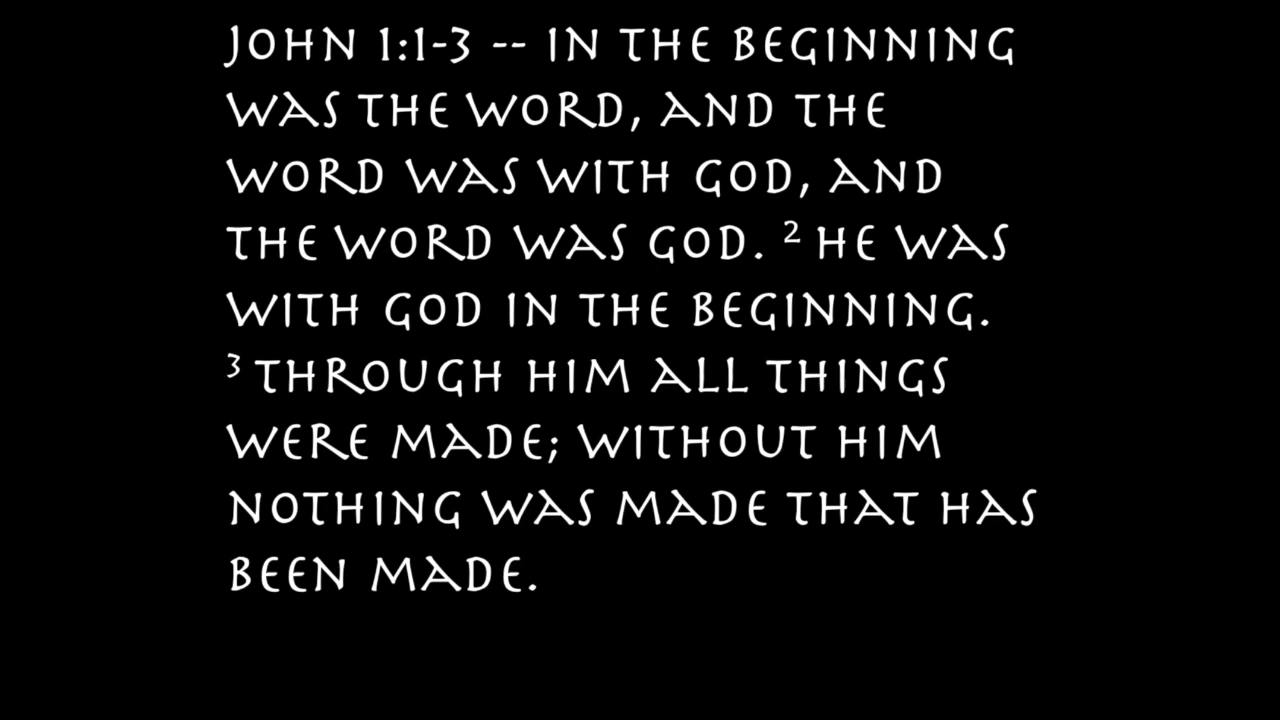 JOHN 1:1-3 -- IN THE BEGINNING
WAS THE WORD, AND THE
WORD WAS WITH GOD, AND
THE WORD WAS GOD. ² HE WAS
WITH GOD IN THE BEGINNING.
³ THROUGH HIM ALL THINGS
WERE MADE; WITHOUT HIM
NOTHING WAS MADE THAT HAS
BEEN MADE.